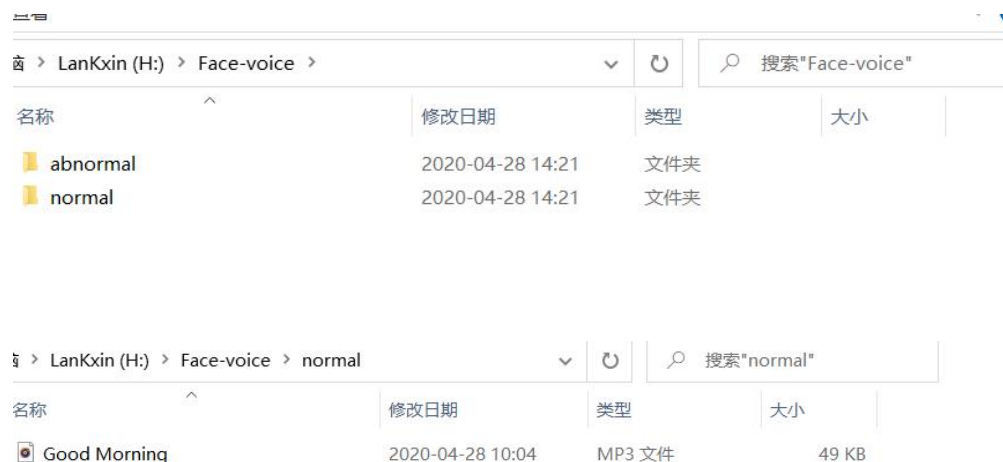 LanKxin (H:) > Face-voice >
搜索"Face-voice"
名称 修改日期 类型 大小
abnormal 2020-04-28 14:21 文件夹
normal 2020-04-28 14:21 文件夹
LanKxin (H:) > Face-voice > normal
搜索"normal"
名称 修改日期 类型 大小
Good Morning 2020-04-28 10:04 MP3 文件 49 KB